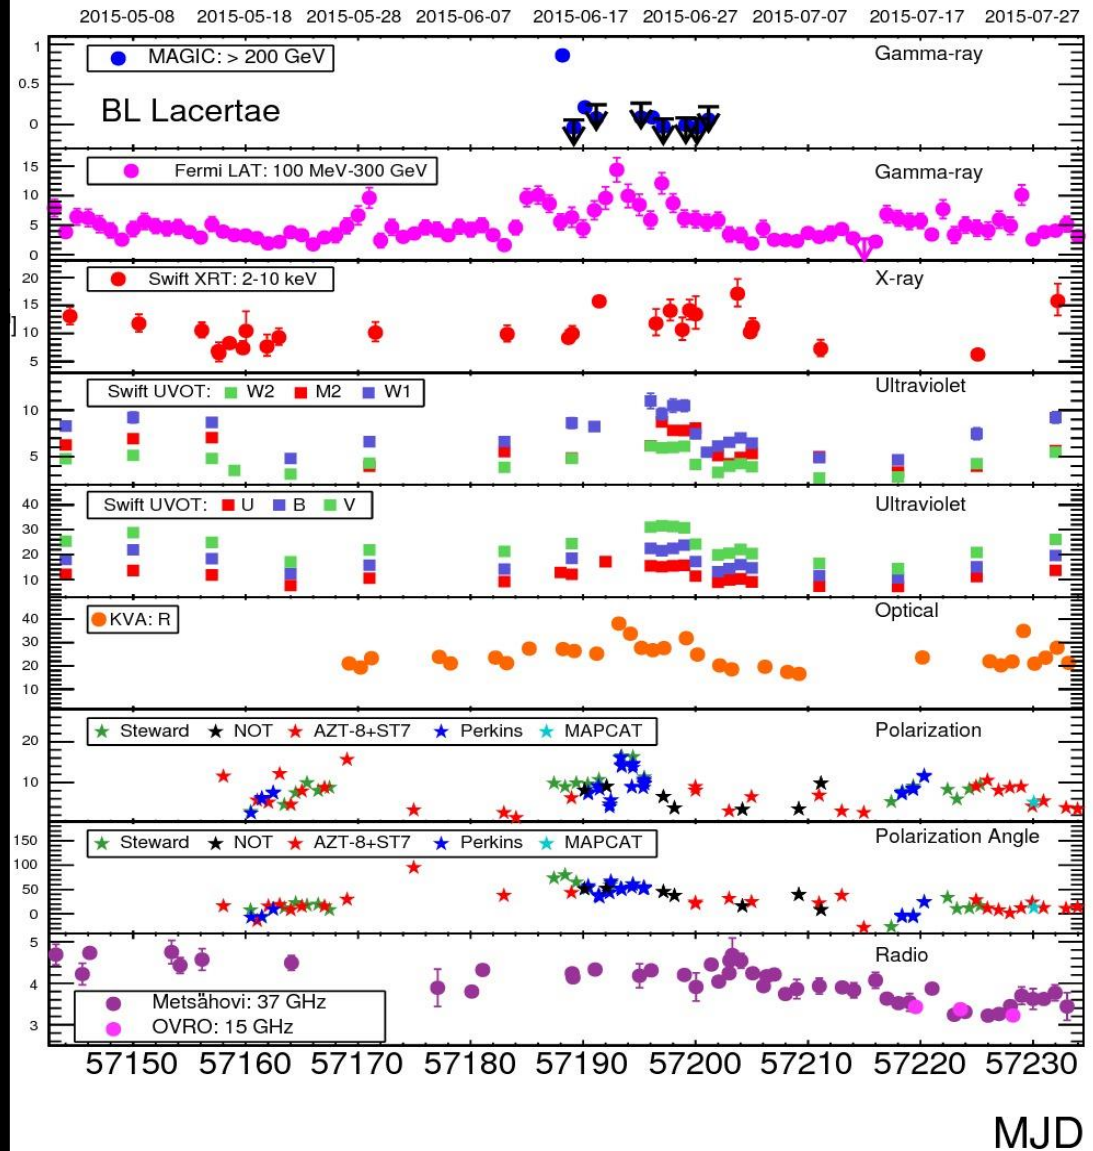 2015-05-08 2015-05-18 2015-05-28 2015-06-07 2015-06-17 2015-06-27 2015-07-07 2015-07-17 2015-07-27
MAGIC: > 200 GeV
Gamma-ray
BL Lacertae
1
0.5
0
Fermi LAT: 100 MeV-300 GeV
Gamma-ray
15
10
5
0
Swift XRT: 2-10 keV
X-ray
20
15
10
5
]
Swift UVOT: W2 M2 W1
Ultraviolet
10
5
Swift UVOT: U B V
Ultraviolet
40
30
20
10
KVA: R
Optical
40
30
20
10
Steward NOT AZT-8+ST7 Perkins MAPCAT
Polarization
20
10
Steward NOT AZT-8+ST7 Perkins MAPCAT
Polarization Angle
150
100
50
0
Radio
5
4
3
Metsähovi: 37 GHz
OVRO: 15 GHz
57150 57160 57170 57180 57190 57200 57210 57220 57230
MJD